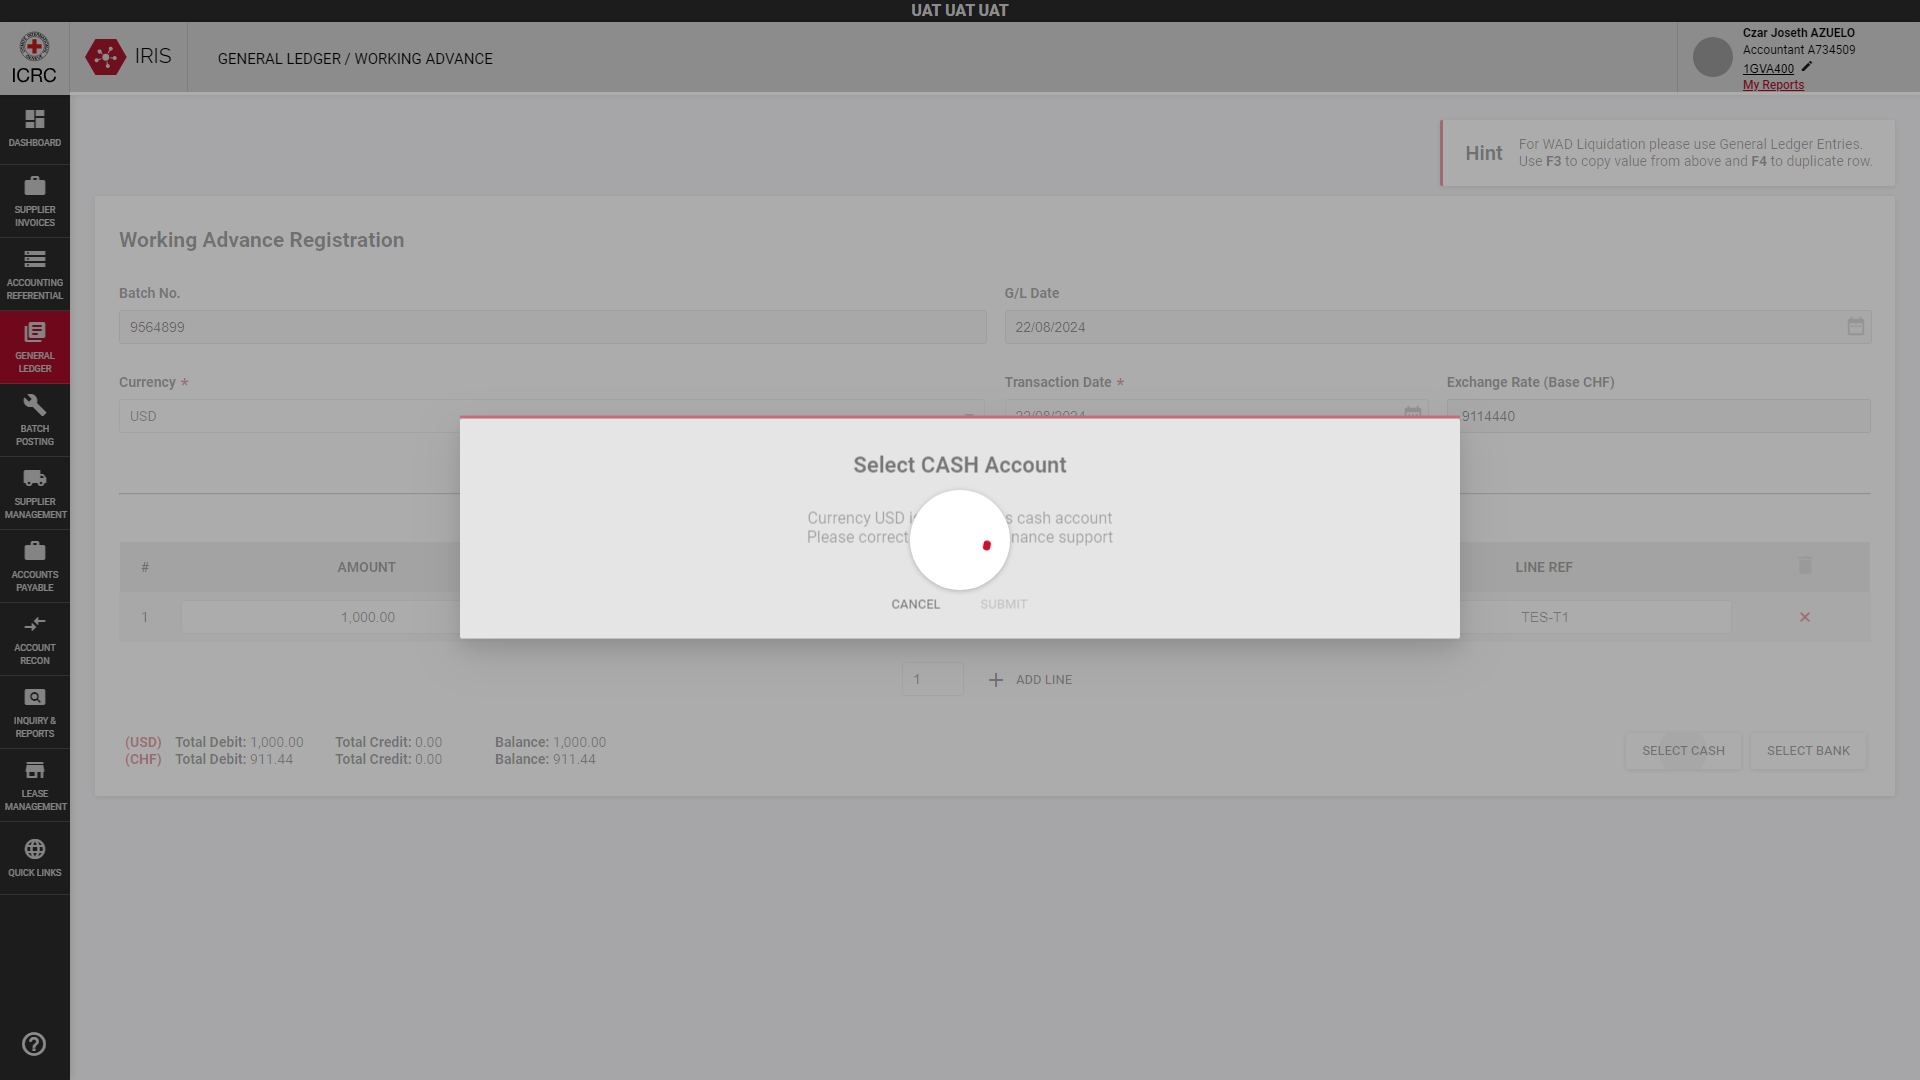 UAT UAT UAT
ICRC
IRIS
GENERAL LEDGER / WORKING ADVANCE
Czar Joseth AZUELO
Accountant A734509
1GVA400
My Reports
DASHBOARD
SUPPLIER
INVOICES
ACCOUNTING
REFERENTIAL
GENERAL
LEDGER
BATCH
POSTING
SUPPLIER
MANAGEMENT
ACCOUNTS
PAYABLE
ACCOUNT
RECON
INQUIRY &
REPORTS
LEASE
MANAGEMENT
QUICK LINKS
Hint
For WAD Liquidation please use General Ledger Entries.
Use F3 to copy value from above and F4 to duplicate row.
Working Advance Registration
Batch No.
9564899
G/L Date
22/08/2024
Currency *
USD
Transaction Date *
22/08/2024
Exchange Rate (Base CHF)
.9114440
Select CASH Account
Currency USD cash account
Please correct support
CANCEL SUBMIT
# AMOUNT LINE REF
1 1,000.00 TES-T1
1 ADD LINE
(USD) Total Debit: 1,000.00 Total Credit: 0.00 Balance: 1,000.00
(CHF) Total Debit: 911.44 Total Credit: 0.00 Balance: 911.44
SELECT CASH SELECT BANK